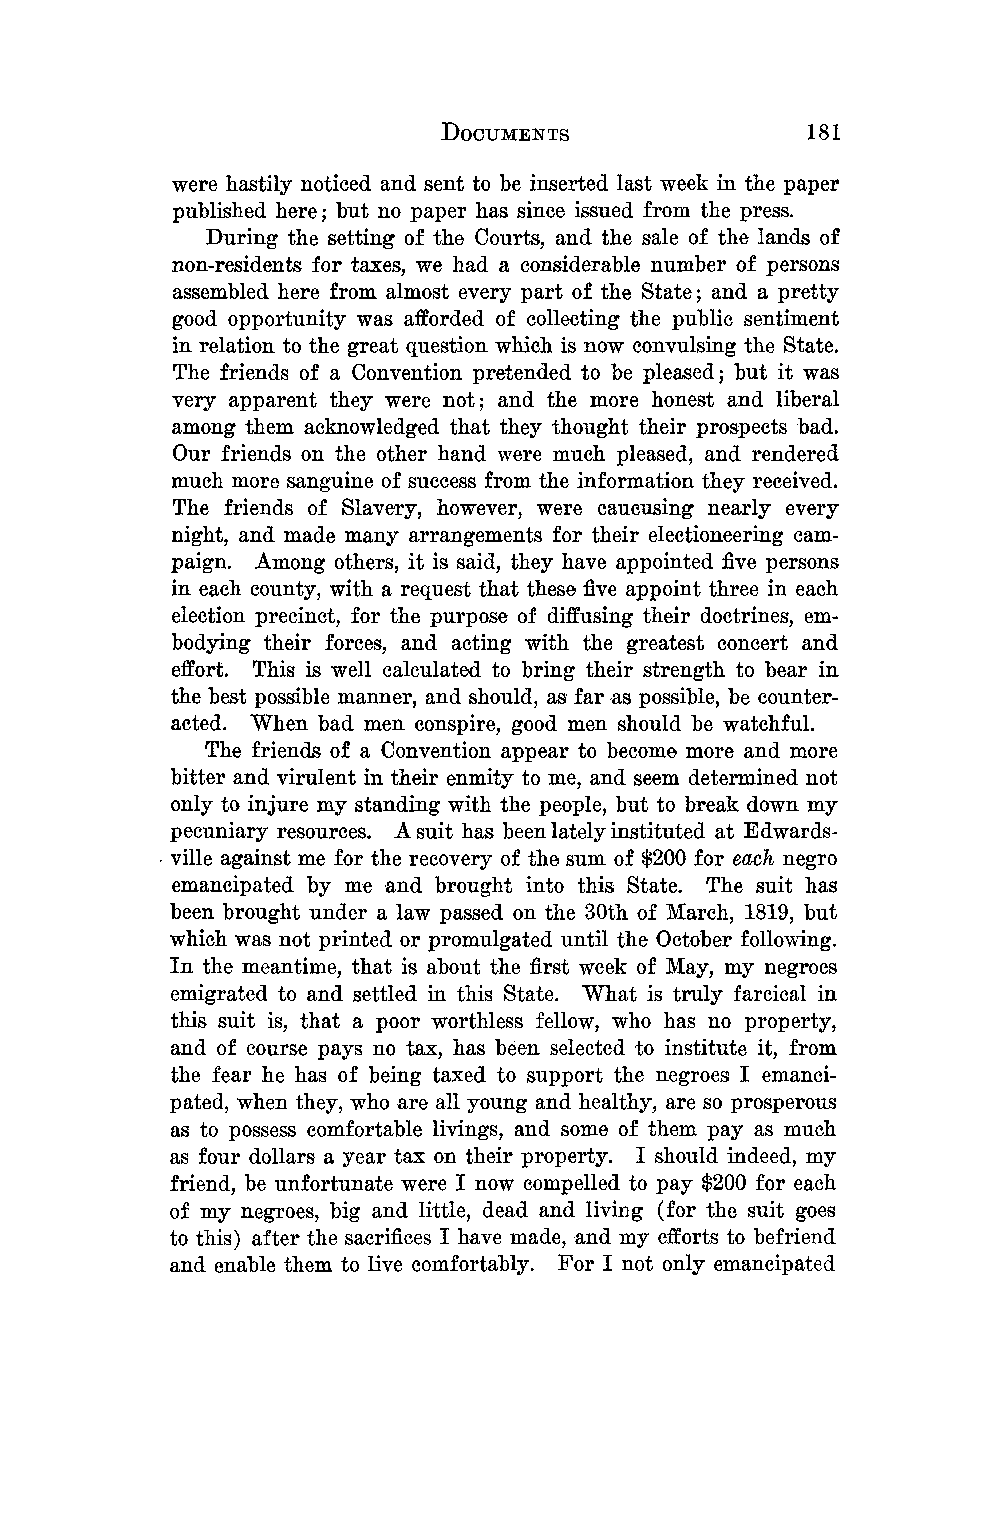 DOCUMENTS 181
were hastily noticed and sent to be inserted last week in the paper
published here; but no paper has since issued from the press.
During the setting of the Courts, and the sale of the lands of
non-residents for taxes, we had a considerable number of persons
assembled here from almost every part of the State; and a pretty
good opportunity was afforded of collecting the public sentiment
in relation to the great question which is now convulsing the State.
The friends of a Convention pretended to be pleased; but it was
very apparent they were not; and the more honest and liberal
among them acknowledged that they thought their prospects bad.
Our friends on the other hand were much pleased, and rendered
much more sanguine of success from the information they received.
The friends of Slavery, however, were caucusing nearly every
night, and made many arrangements for their electioneering cam-
paign. Among others, it is said, they have appointed five persons
in each county, with a request that these five appoint three in each
election precinct, for the purpose of diffusing their doctrines, em-
bodying their forces, and acting with the greatest concert and
effort. This is well calculated to bring their strength to bear in
the best possible manner, and should, as far as possible, be counter-
acted. When bad men conspire, good men should be watchful.
The friends of a Convention appear to become more and more
bitter and virulent in their enmity to me, and seem determined not
only to injure my standing with the people, but to break down my
pecuniary resources. A suit has been lately instituted at Edwards-
ville against me for the recovery of the sum of $200 for each negro
emancipated by me and brought into this State. The suit has
been brought under a law passed on the 30th of March, 1819, but
which was not printed or promulgated until the October following.
In the meantime, that is about the first week of May, my negroes
emigrated to and settled in this State. What is truly farcical in
this suit is, that a poor worthless fellow, who has no property,
and of course pays no tax, has been selected to institute it, from
the fear he has of being taxed to support the negroes I emanci-
pated, when they, who are all young and healthy, are so prosperous
as to possess comfortable livings, and some of them pay as much
as four dollars a year tax on their property. I should indeed, my
friend, be unfortunate were I now compelled to pay $200 for each
of my negroes, big and little, dead and living (for the suit goes
to this) after the sacrifices I have made, and my efforts to befriend
and enable them to live comfortably. For I not only emancipated